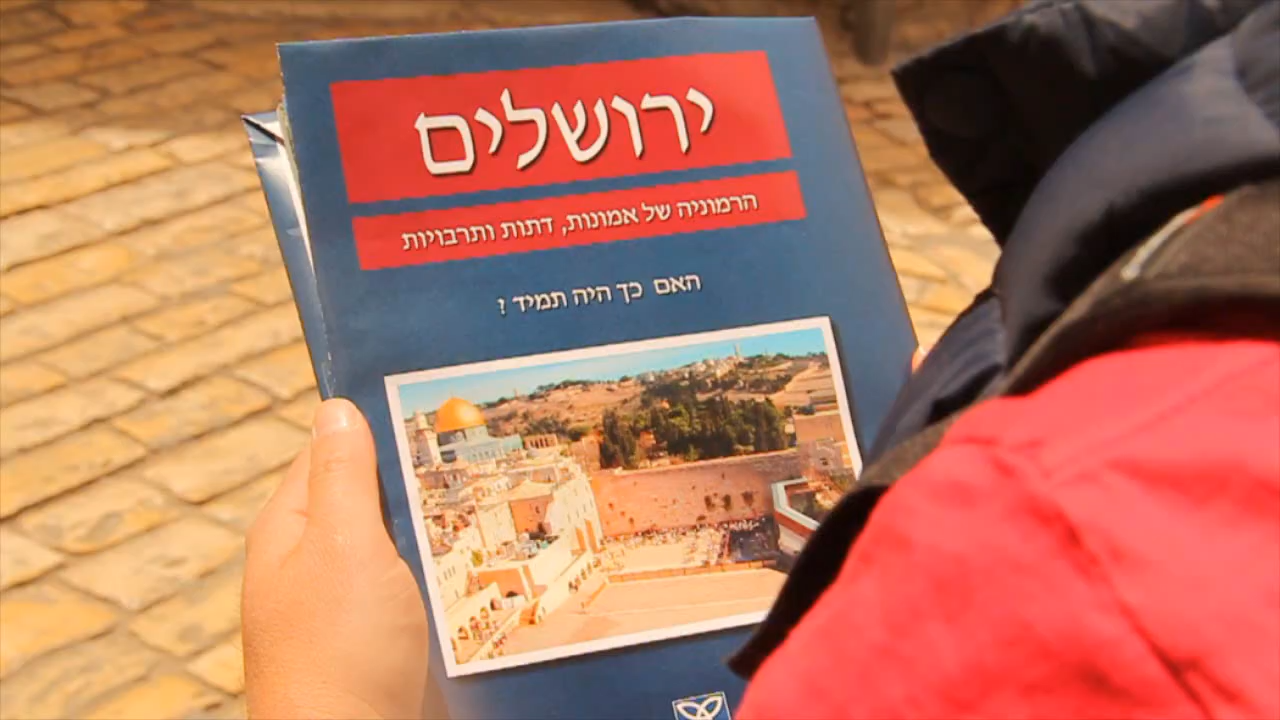 ירושלים
הרמוניה של אמונות, דתות ותרבויות
האם כך היה תמיד ?